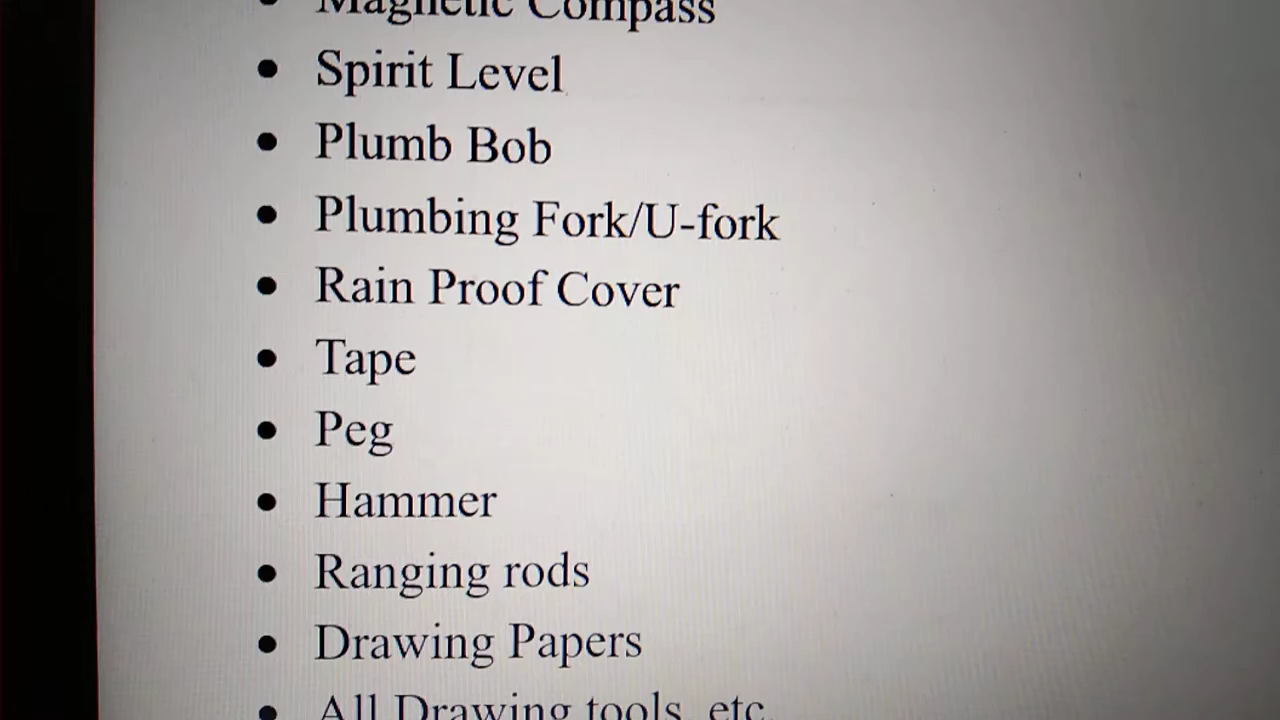 • Magnetic Compass
• Spirit Level
• Plumb Bob
• Plumbing Fork/U-fork
• Rain Proof Cover
• Tape
• Peg
• Hammer
• Ranging rods
• Drawing Papers
• All Drawing tools, etc.